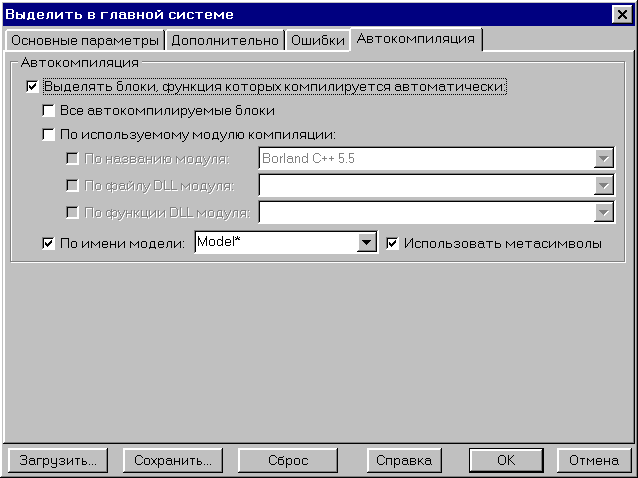 Выделить в главной системе
Основные параметры Дополнительно Ошибки Автокомпиляция
Автокомпиляция
Выделять блоки, функция которых компилируется автоматически:
Все автокомпилируемые блоки
По используемому модулю компиляции:
По названию модуля: Borland C++ 5.5
По файлу DLL модуля:
По функции DLL модуля:
По имени модели: Model* Использовать метасимволы
Загрузить... Сохранить... Сброс Справка OK Отмена